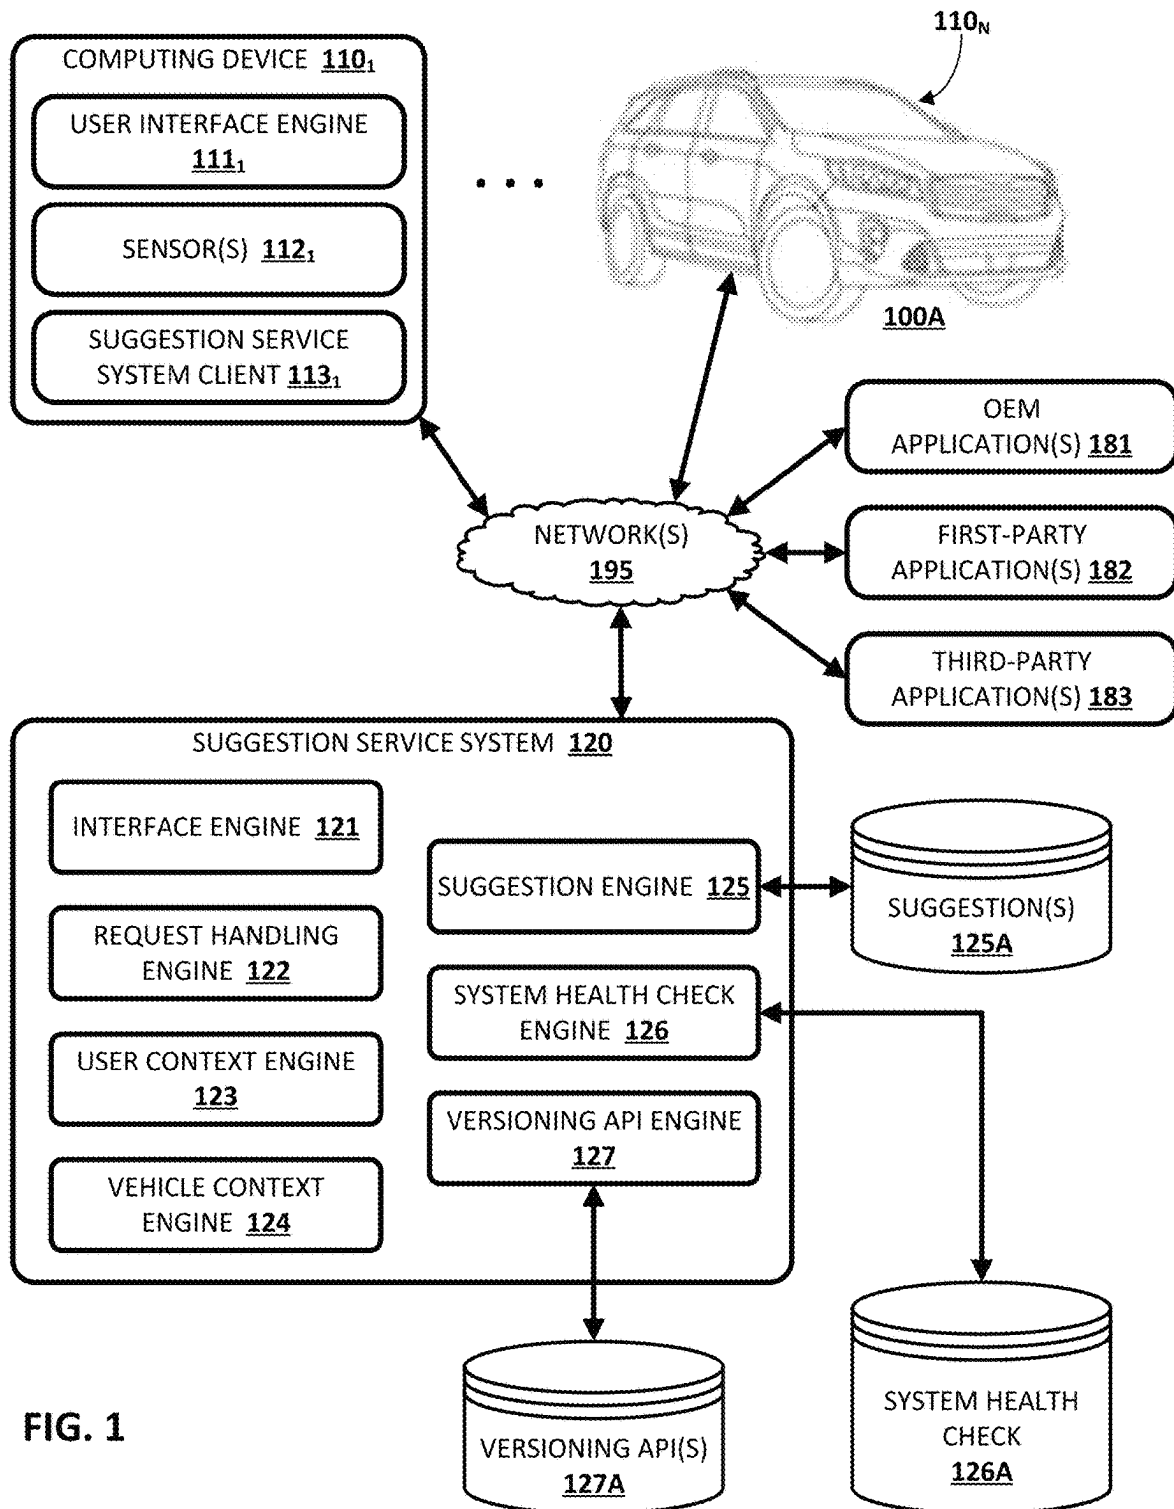 COMPUTING DEVICE 110₁
USER INTERFACE ENGINE
111₁
SENSOR(S) 112₁
SUGGESTION SERVICE
SYSTEM CLIENT 113₁
. . .
110N
100A
OEM
APPLICATION(S) 181
FIRST-PARTY
APPLICATION(S) 182
THIRD-PARTY
APPLICATION(S) 183
NETWORK(S)
195
SUGGESTION SERVICE SYSTEM 120
INTERFACE ENGINE 121
REQUEST HANDLING
ENGINE 122
USER CONTEXT ENGINE
123
VEHICLE CONTEXT
ENGINE 124
SUGGESTION ENGINE 125
SYSTEM HEALTH CHECK
ENGINE 126
VERSIONING API ENGINE
127
SUGGESTION(S)
125A
VERSIONING API(S)
127A
SYSTEM HEALTH
CHECK
126A
FIG. 1